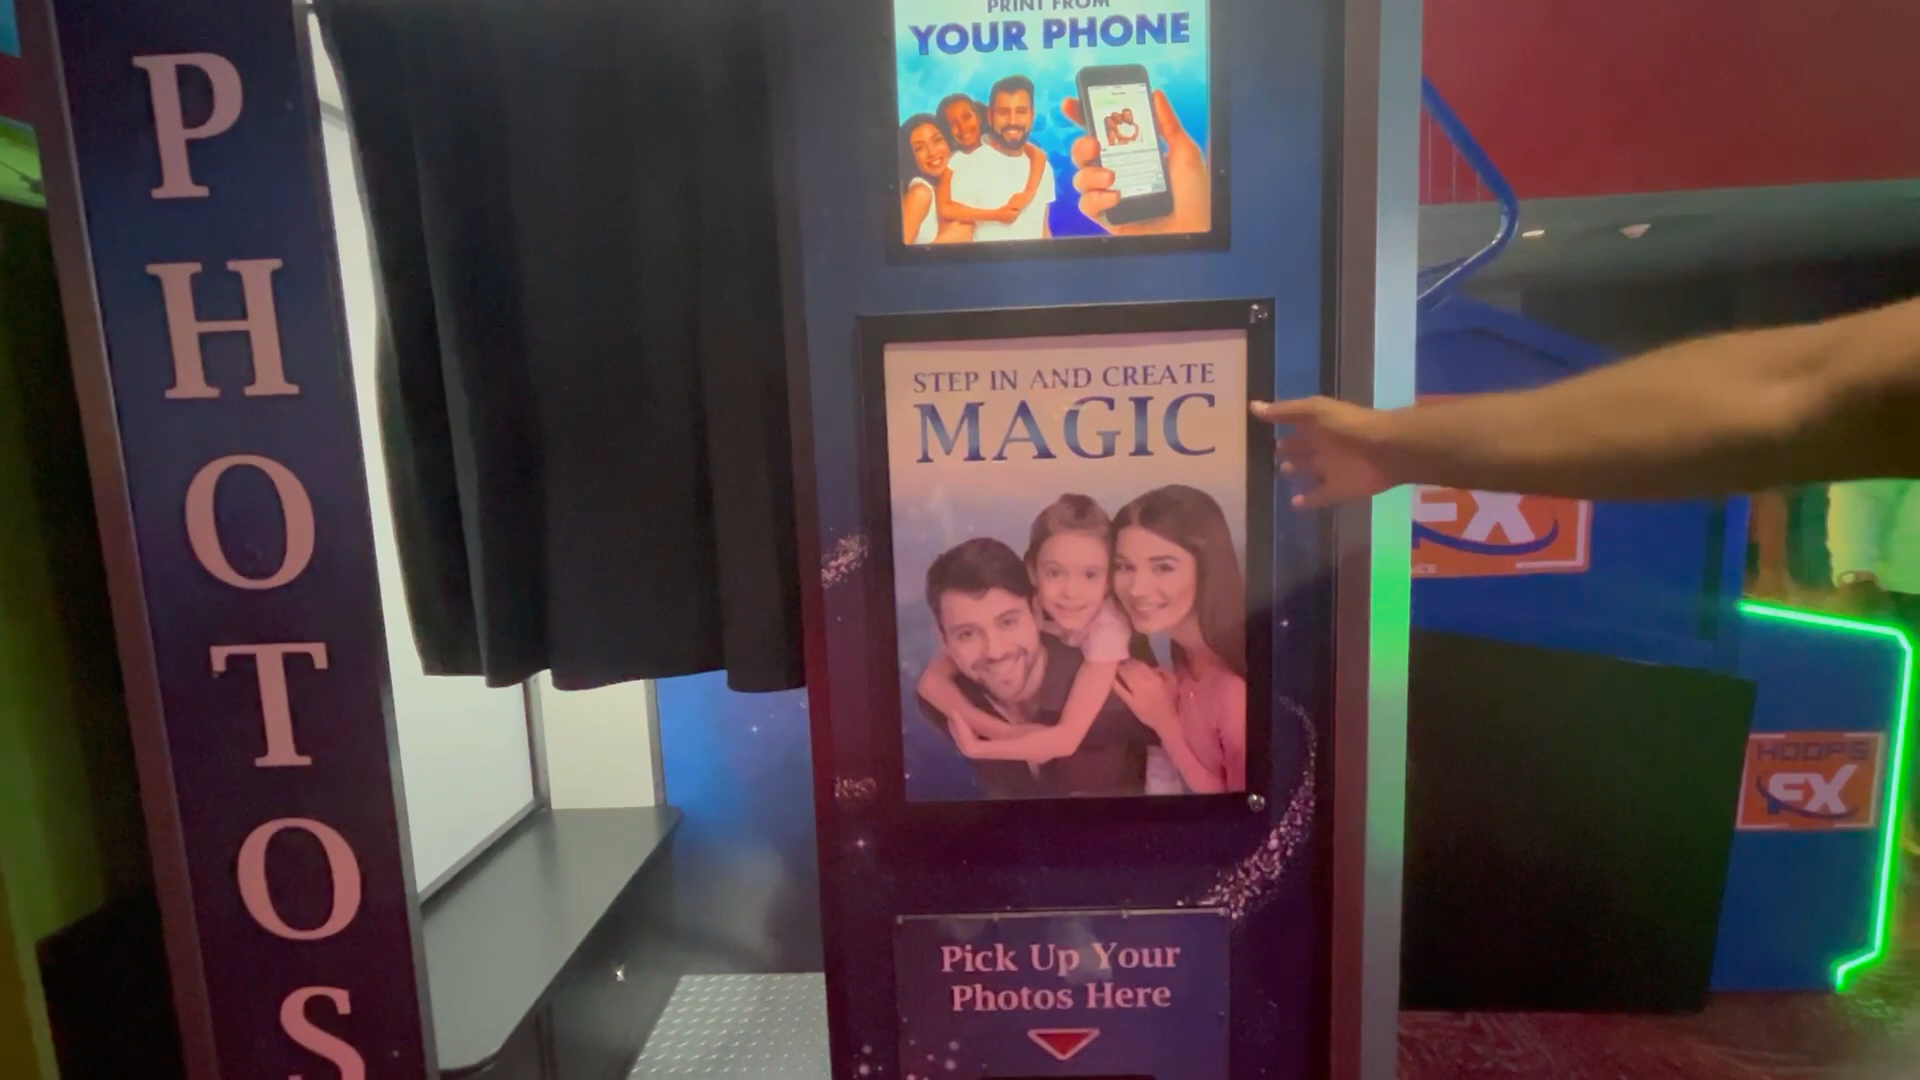 PHOTOS
PRINT FROM
YOUR PHONE
STEP IN AND CREATE
MAGIC
FX
HOOPS
FX
Pick Up Your
Photos Here